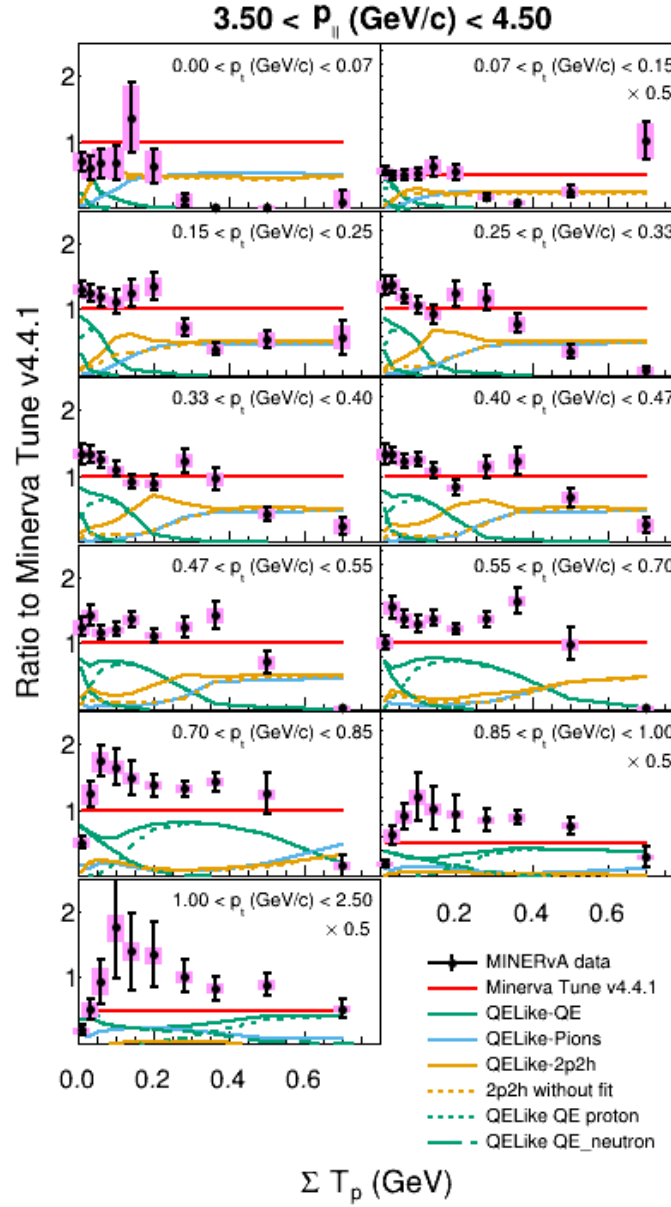 3.50 < p|| (GeV/c) < 4.50
Ratio to Minerva Tune v4.4.1
2
1
0.00 < pt (GeV/c) < 0.07
0.07 < pt (GeV/c) < 0.15
× 0.5
2
1
0.15 < pt (GeV/c) < 0.25
0.25 < pt (GeV/c) < 0.33
2
1
0.33 < pt (GeV/c) < 0.40
0.40 < pt (GeV/c) < 0.47
2
1
0.47 < pt (GeV/c) < 0.55
0.55 < pt (GeV/c) < 0.70
2
1
0.70 < pt (GeV/c) < 0.85
0.85 < pt (GeV/c) < 1.00
× 0.5
2
1
1.00 < pt (GeV/c) < 2.50
× 0.5
0.0 0.2 0.4 0.6
0.2 0.4 0.6
MINERvA data
Minerva Tune v4.4.1
QELike-QE
QELike-Pions
QELike-2p2h
2p2h without fit
QELike QE proton
QELike QE_neutron
Σ Tp (GeV)